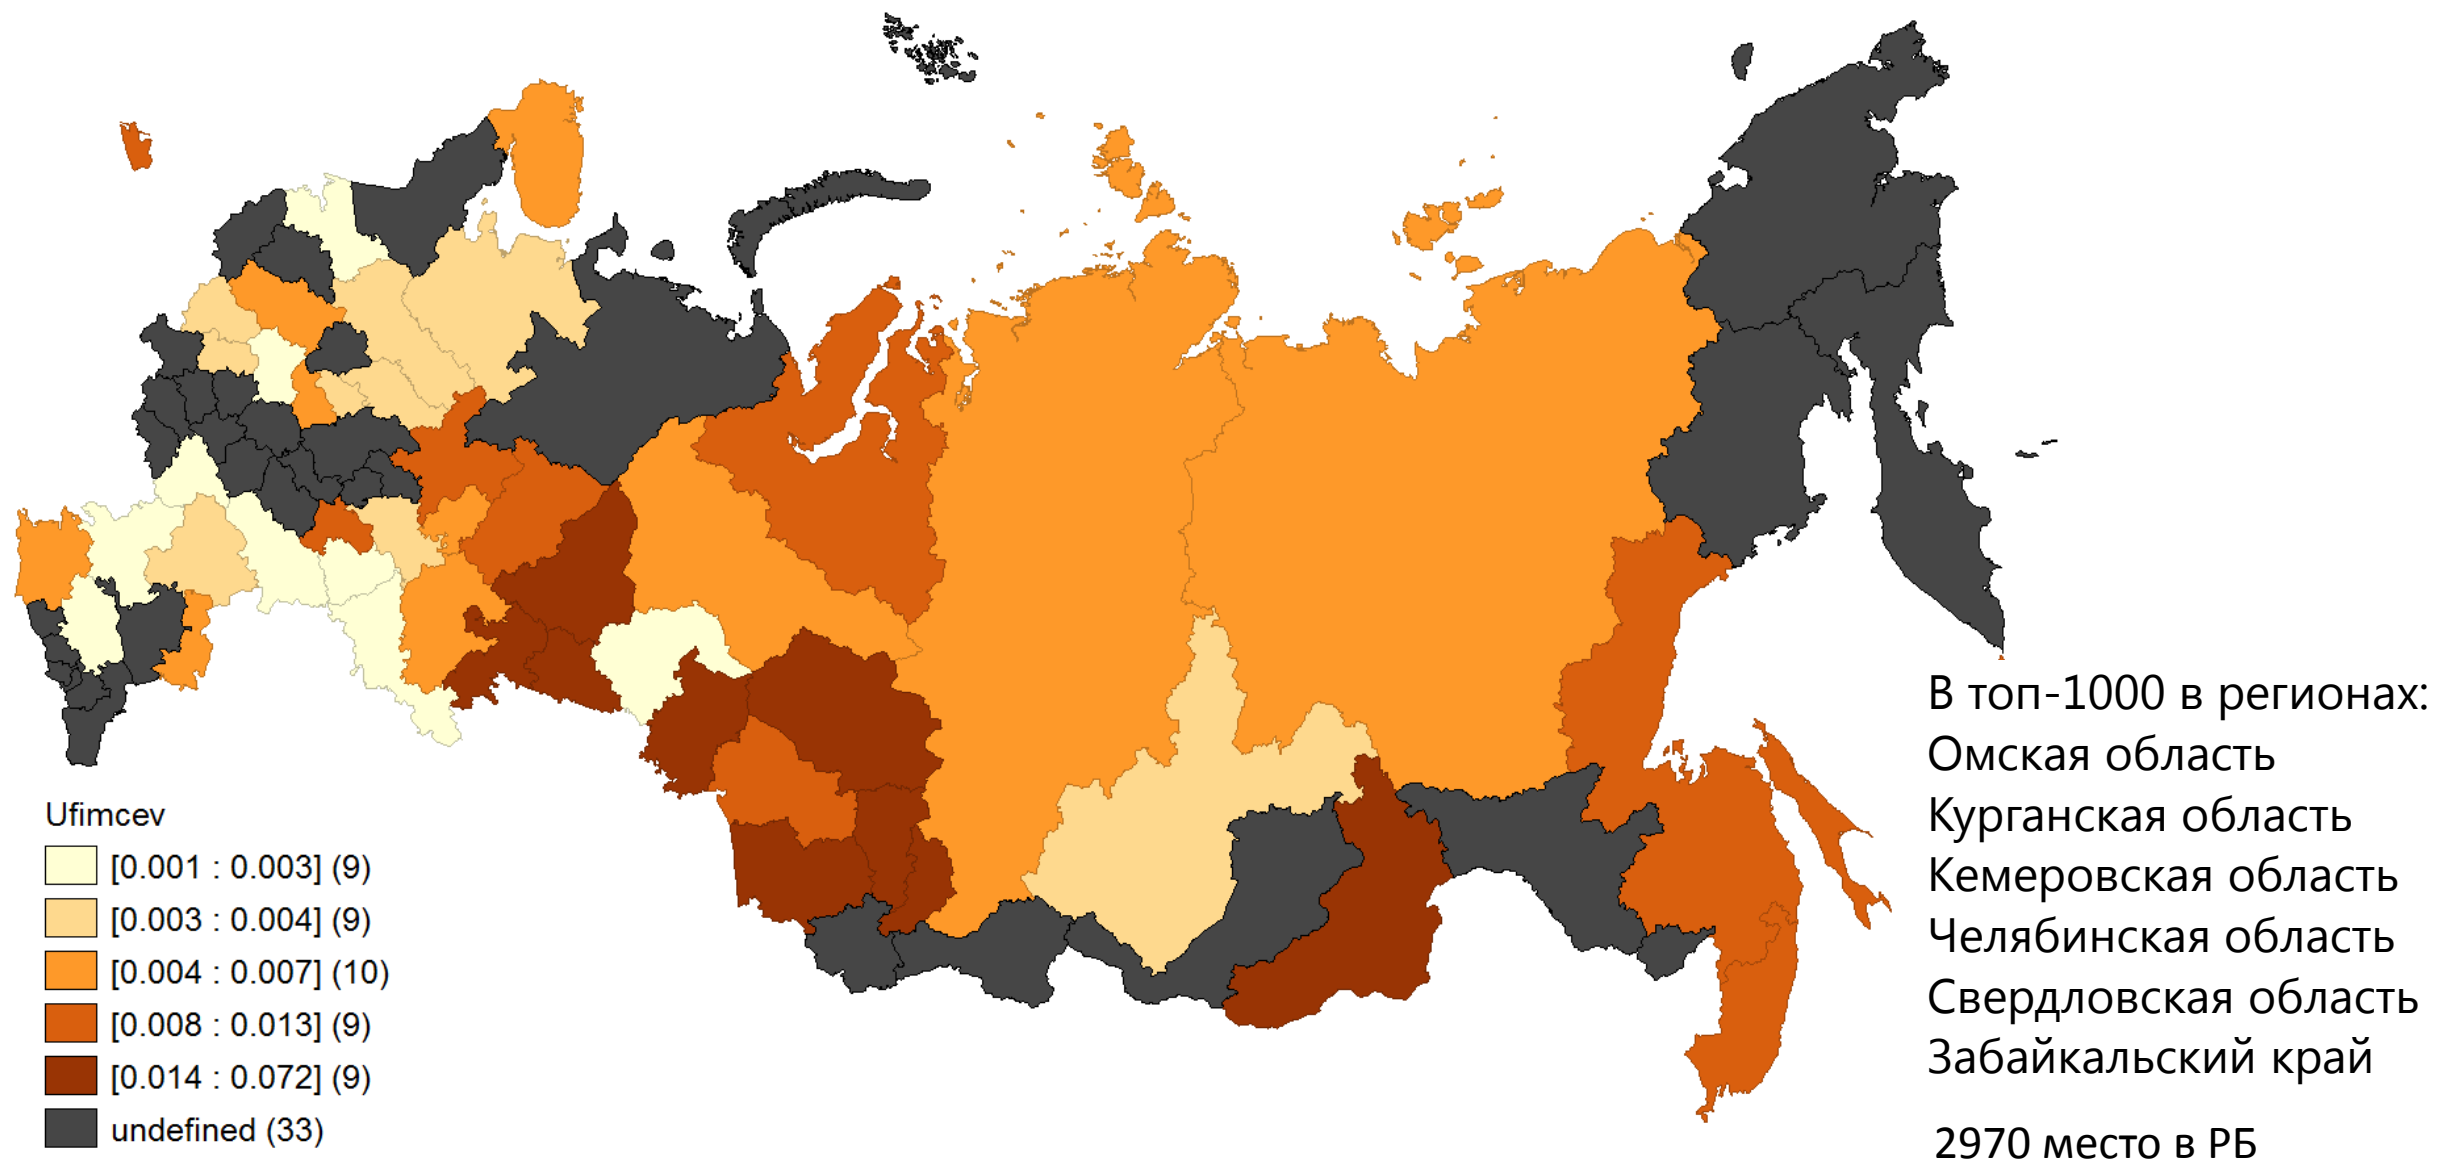 Ufimcev
[0.001 : 0.003] (9)
[0.003 : 0.004] (9)
[0.004 : 0.007] (10)
[0.008 : 0.013] (9)
[0.014 : 0.072] (9)
undefined (33)
В топ-1000 в регионах:
Омская область
Курганская область
Кемеровская область
Челябинская область
Свердловская область
Забайкальский край
2970 место в РБ